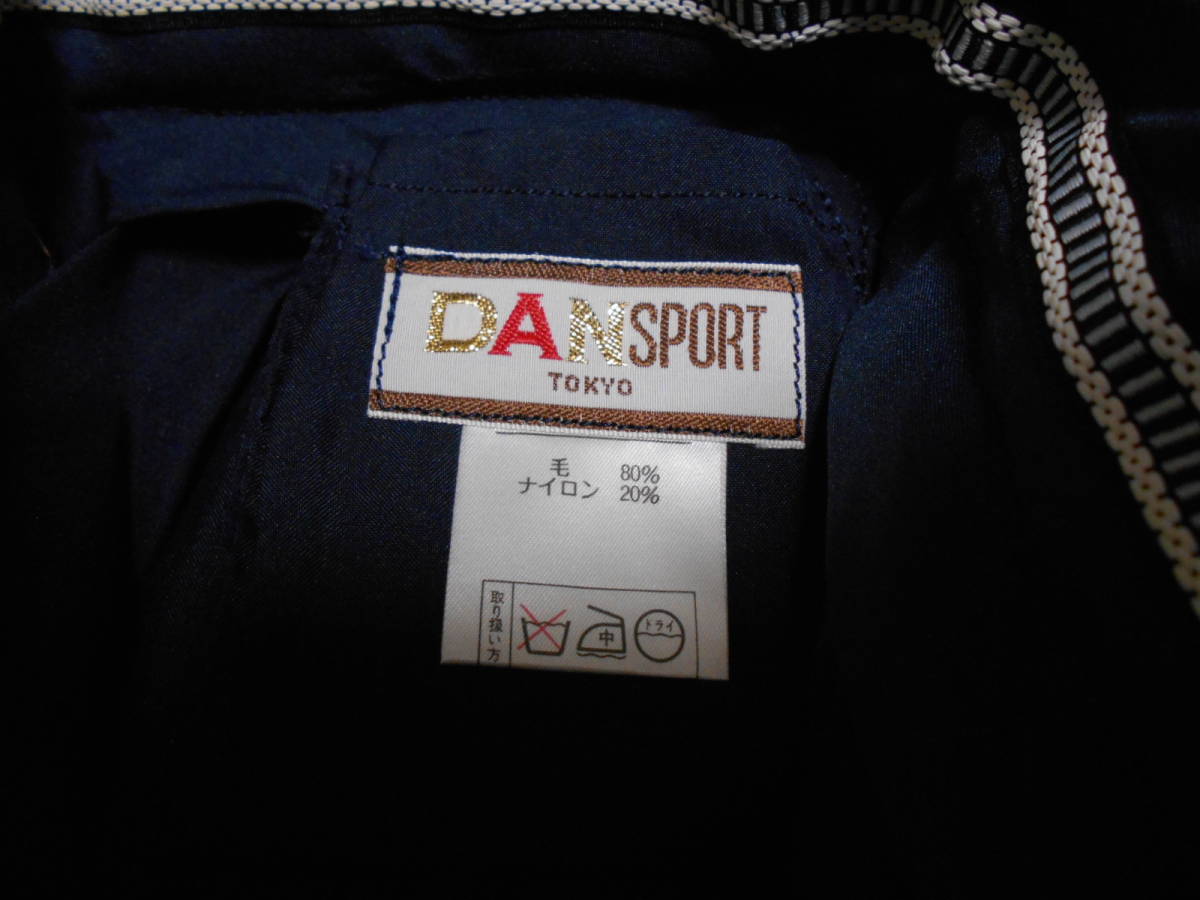 DANSPORT
TOKYO
毛 80%
ナイロン 20%
取り扱い方
中
ドライ